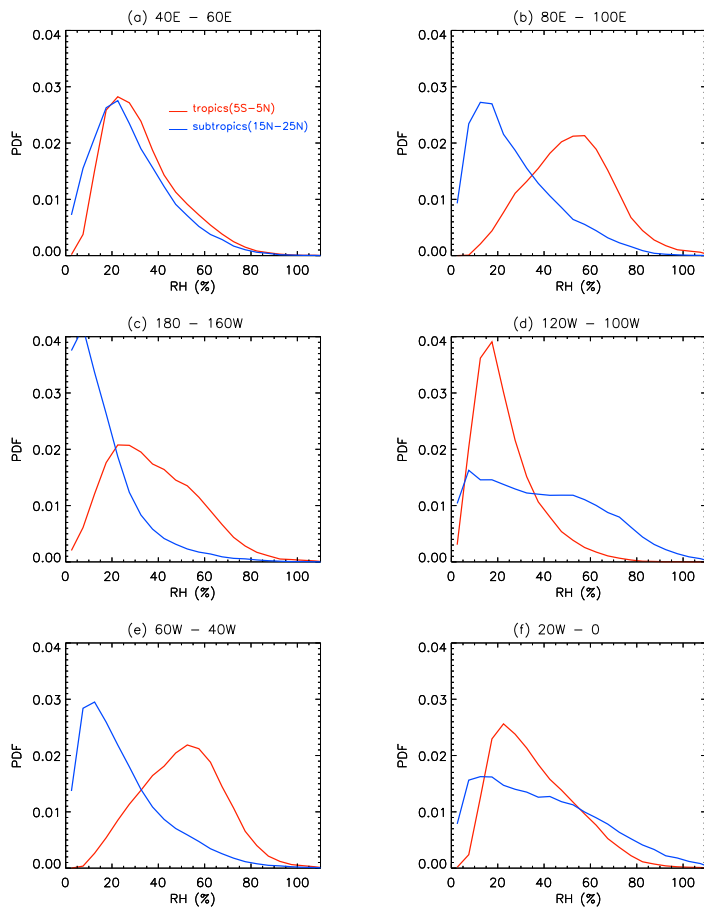 (a) 40E − 60E
0.04
0.03
0.02
0.01
0.00
PDF
tropics(5S−5N)
subtropics(15N−25N)
0 20 40 60 80 100
RH (%)
(b) 80E − 100E
0.04
0.03
0.02
0.01
0.00
PDF
0 20 40 60 80 100
RH (%)
(c) 180 − 160W
0.04
0.03
0.02
0.01
0.00
PDF
0 20 40 60 80 100
RH (%)
(d) 120W − 100W
0.04
0.03
0.02
0.01
0.00
PDF
0 20 40 60 80 100
RH (%)
(e) 60W − 40W
0.04
0.03
0.02
0.01
0.00
PDF
0 20 40 60 80 100
RH (%)
(f) 20W − 0
0.04
0.03
0.02
0.01
0.00
PDF
0 20 40 60 80 100
RH (%)